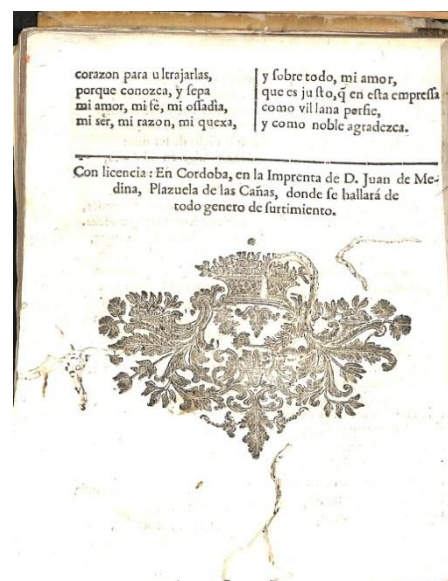 corazon para ultrajarlas,
porque conozca, y ſepa
mi amor, mi fè, mi oſſadia,
mi sèr, mi razon, mi quexa,
y ſobre todo, mi amor,
que es juſto, q̃ en eſta empreſſa
como villana porfie,
y como noble agradezca.
Con licencia: En Cordoba, en la Imprenta de D. Juan de Me-
dina, Plazuela de las Cañas, donde ſe hallará de
todo genero de ſurtimiento.